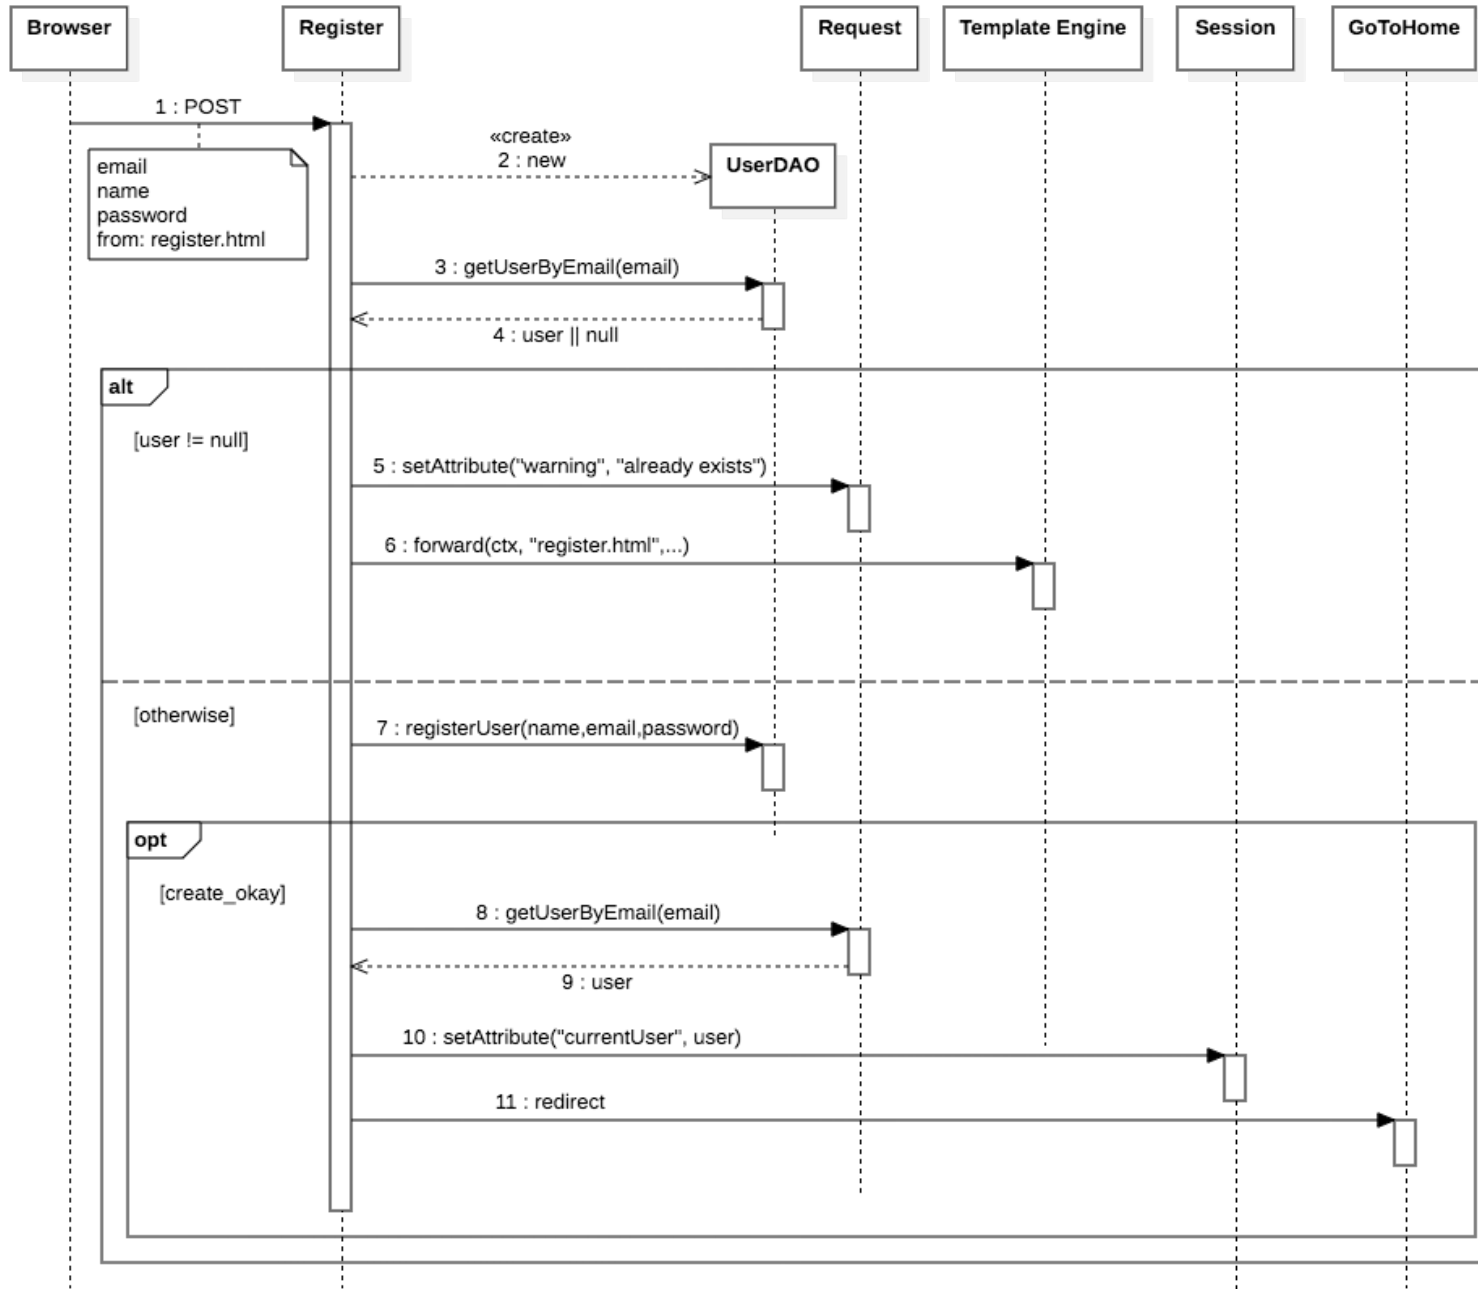 Browser
Register
Request
Template Engine
Session
GoToHome
1 : POST
«create»
2 : new
UserDAO
email
name
password
from: register.html
3 : getUserByEmail(email)
4 : user || null
alt
[user != null]
5 : setAttribute("warning", "already exists")
6 : forward(ctx, "register.html",...)
[otherwise]
7 : registerUser(name,email,password)
opt
[create_okay]
8 : getUserByEmail(email)
9 : user
10 : setAttribute("currentUser", user)
11 : redirect